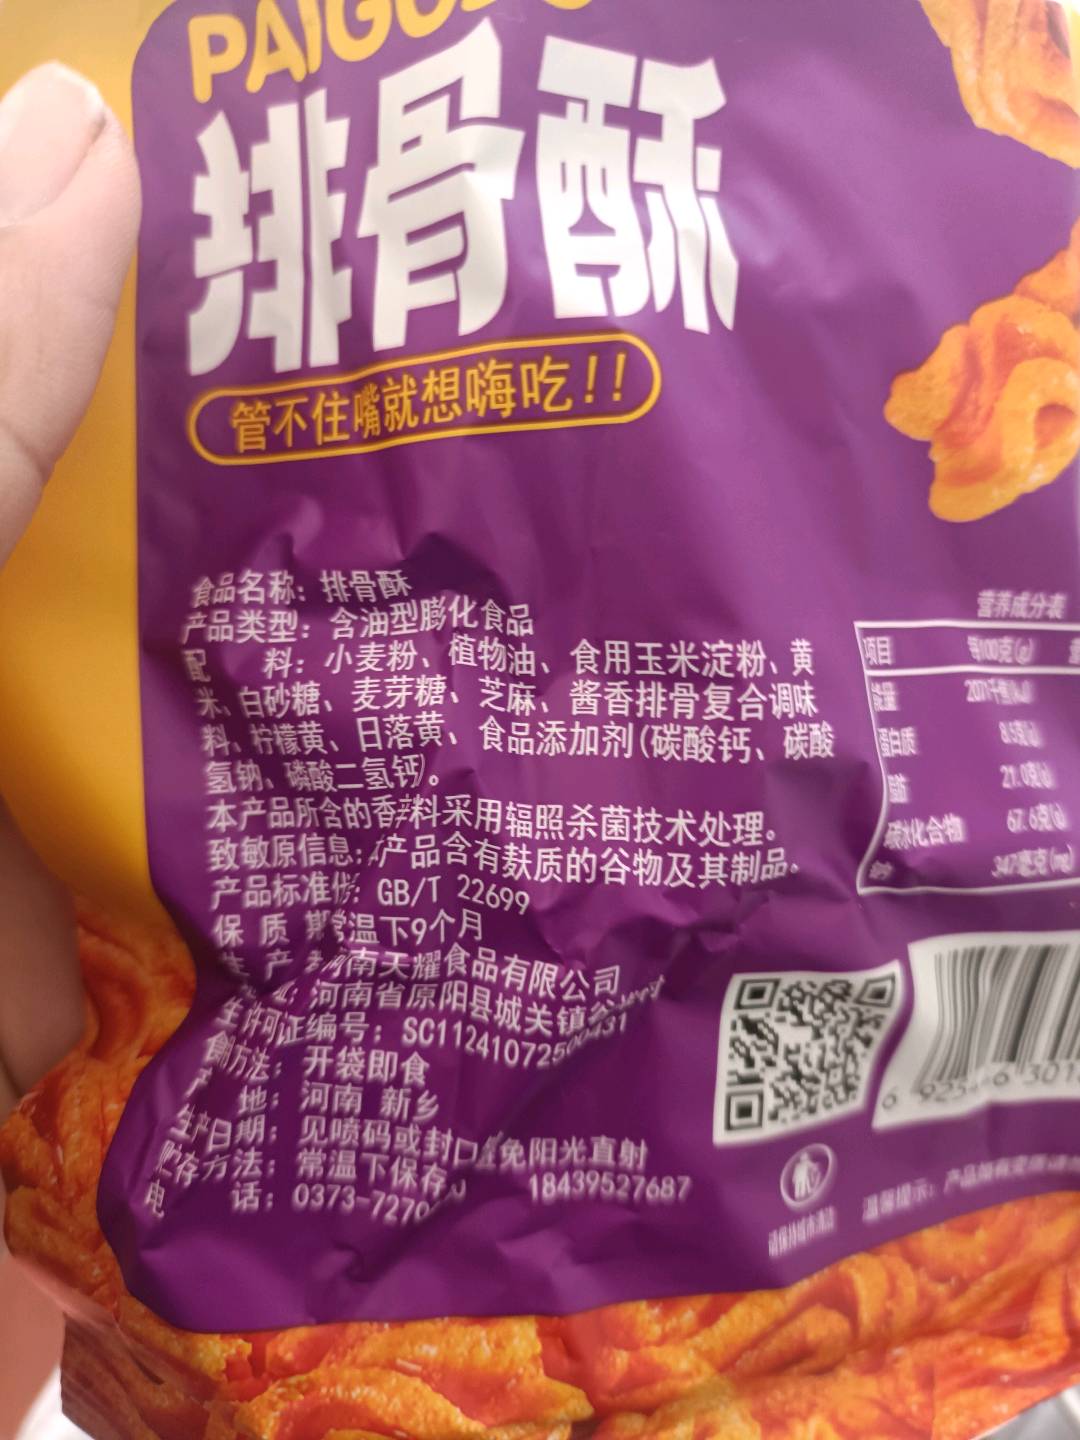 排骨酥
管不住嘴就想嗨吃!!
食品名称: 排骨酥
产品类型: 含油型膨化食品
配 料: 小麦粉、植物油、食用玉米淀粉、黄
米、白砂糖、麦芽糖、芝麻、酱香排骨复合调味
料、柠檬黄、日落黄、食品添加剂(碳酸钙、碳酸
氢钠、磷酸二氢钙)。
本产品所含的香辛料采用辐照杀菌技术处理。
致敏原信息: 产品含有麸质的谷物及其制品。
产品标准代 GB/T 22699
保 质 期 常温下9个月
生 产 河南天耀食品有限公司
河南省原阳县城关镇
生 许可证编号: SC1124107250
食用方法: 开袋即食
产 地: 河南 新乡
生产日期: 见喷码或封口
贮存方法: 常温下保存 免阳光直射
电 话: 0373-7270 18439527687
营养成分表
项目 每100克(g)
能量
蛋白质 8.5克(g)
21.0克(g)
碳水化合物 67.6克(g)
347毫克(mg)
请保持城市清洁
温馨提示: